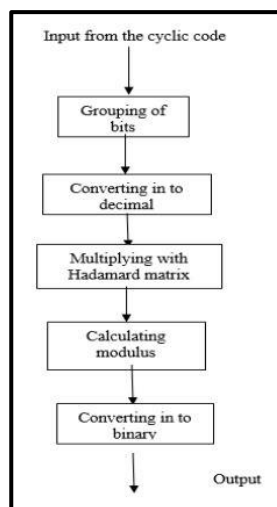 Input from the cyclic code
Grouping of
bits
Converting in to
decimal
Multiplying with
Hadamard matrix
Calculating
modulus
Converting in to
binary
Output